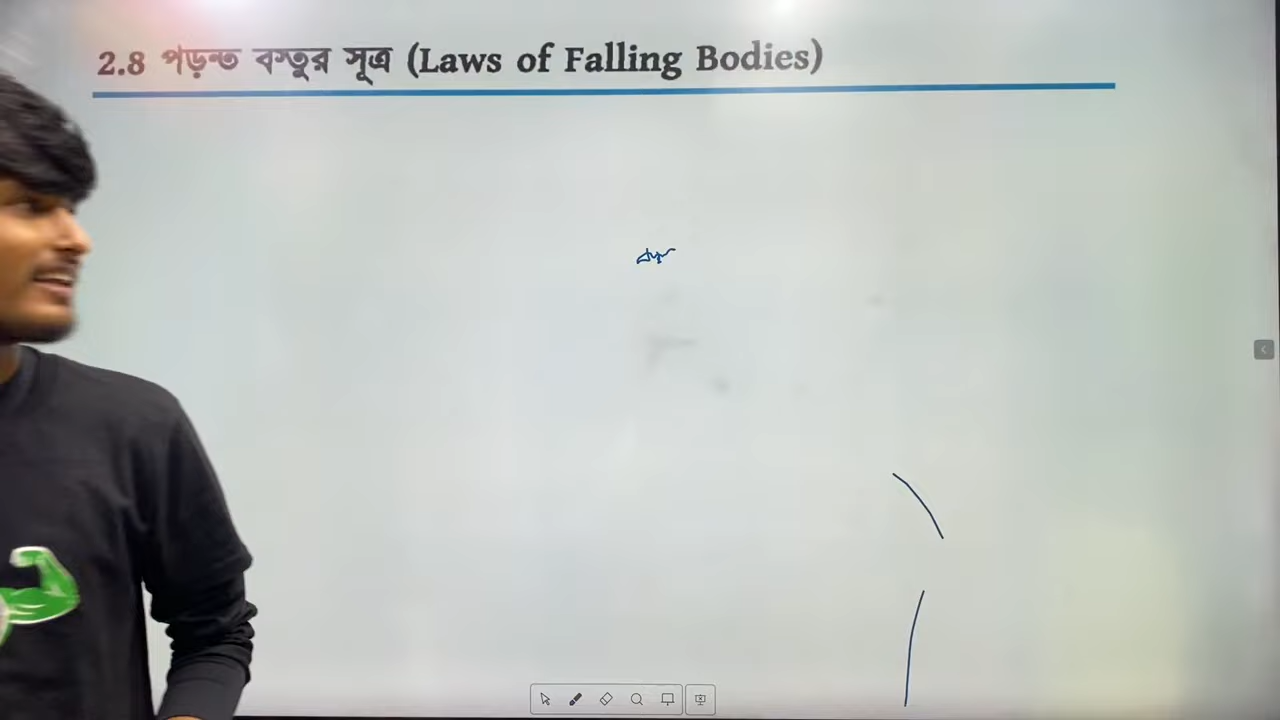 2.8 পড়ন্ত বস্তুর সূত্র (Laws of Falling Bodies)